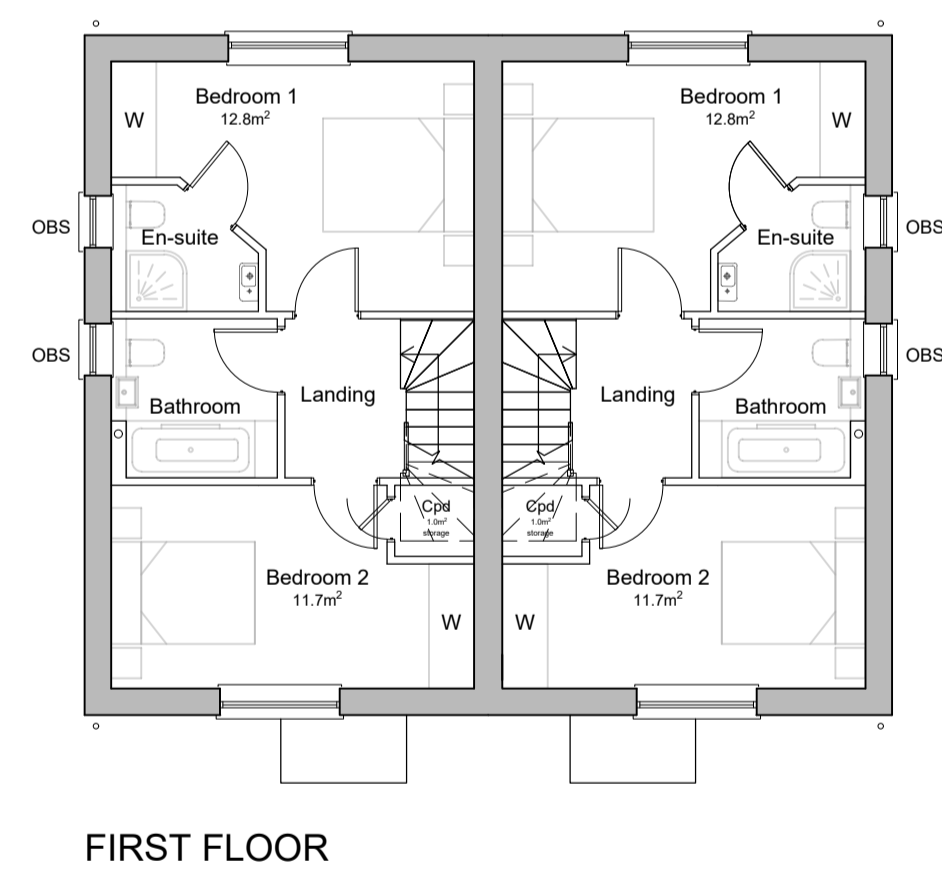 Bedroom 1
12.8m²
W
Bedroom 1
12.8m²
W
OBS
En-suite
En-suite
OBS
OBS
Bathroom
Landing
Landing
Bathroom
OBS
Cpd
1.0m²
storage
Cpd
1.0m²
storage
Bedroom 2
11.7m²
W
Bedroom 2
11.7m²
W
FIRST FLOOR